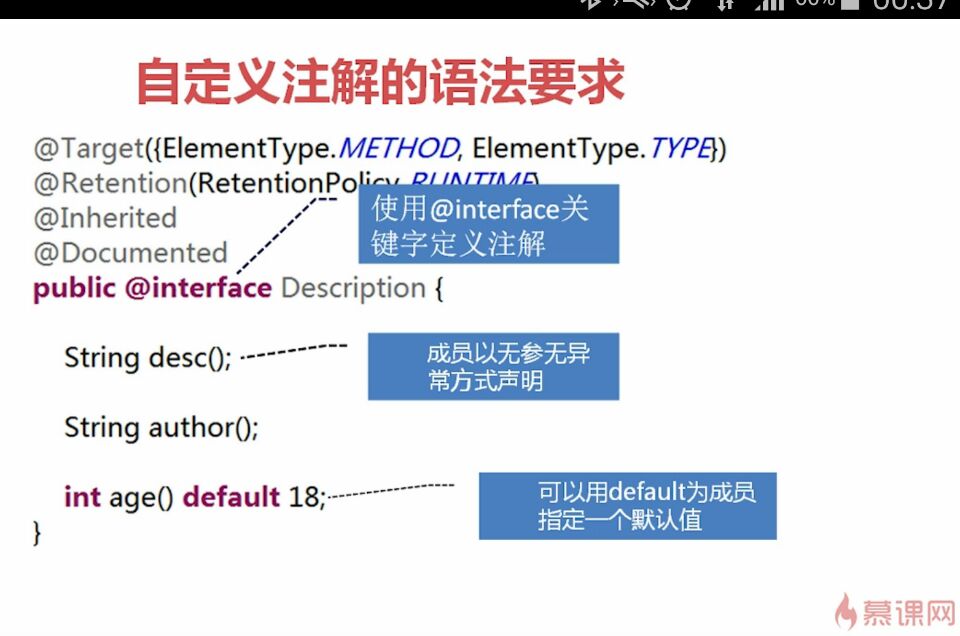 自定义注解的语法要求
@Target({ElementType.METHOD, ElementType.TYPE})
@Retention(RetentionPolicy.RUNTIME)
@Inherited
@Documented
使用@interface关
键字定义注解
public @interface Description {
String desc();
成员以无参无异
常方式声明
String author();
int age() default 18;
可以用default为成员
指定一个默认值
}
慕课网